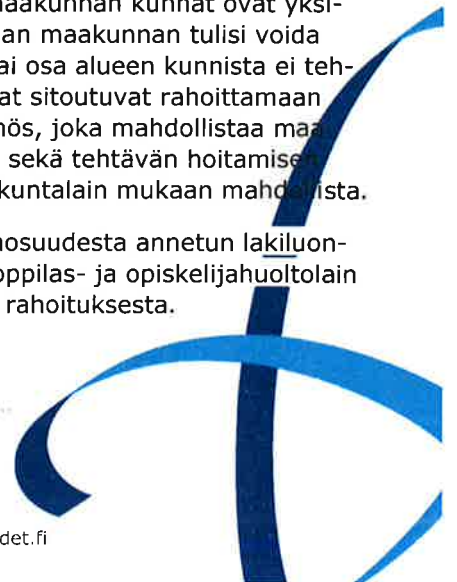 maakunnan kunnat ovat yksi-
an maakunnan tulisi voida
ai osa alueen kunnista ei teh-
at sitoutuvat rahoittamaan
nös, joka mahdollistaa maa
sekä tehtävän hoitamisen
kuntalain mukaan mahdollista.
nosuudesta annetun lakiluon-
oppilas- ja opiskelijahuoltolain
rahoituksesta.
det.fi